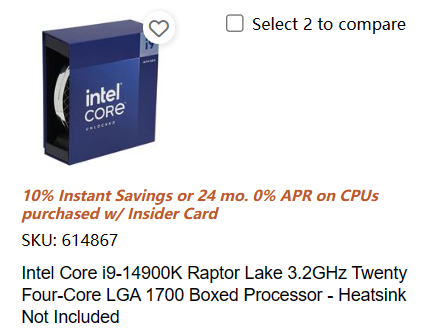 Select 2 to compare
i9
intel
CORE
UNLOCKED
10% Instant Savings or 24 mo. 0% APR on CPUs
purchased w/ Insider Card
SKU: 614867
Intel Core i9-14900K Raptor Lake 3.2GHz Twenty
Four-Core LGA 1700 Boxed Processor - Heatsink
Not Included